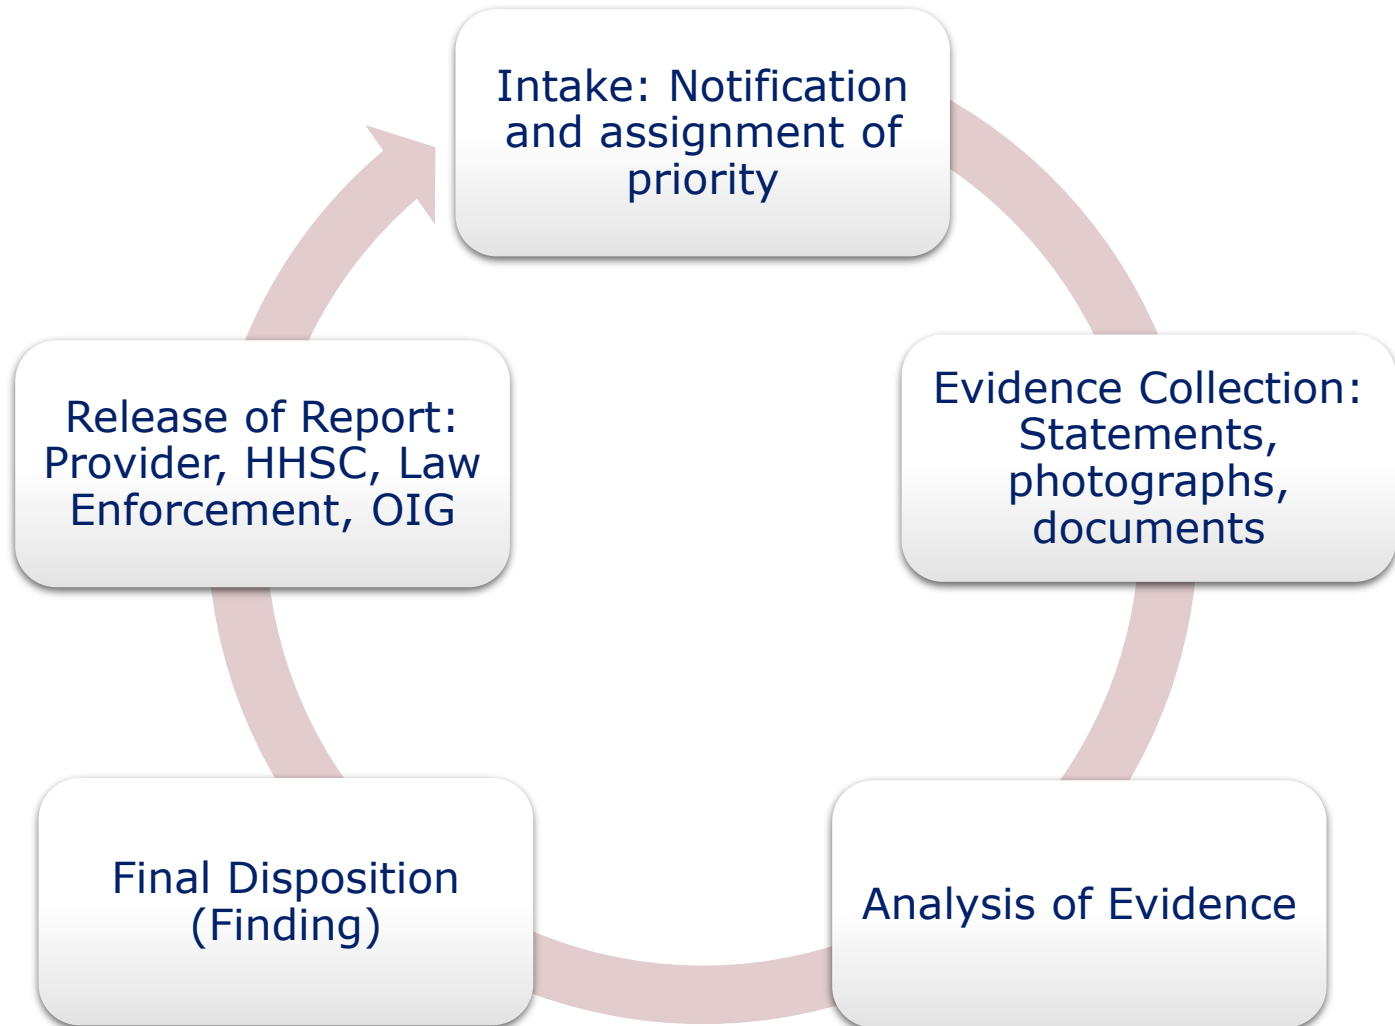 Intake: Notification
and assignment of
priority
Evidence Collection:
Statements,
photographs,
documents
Analysis of Evidence
Final Disposition
(Finding)
Release of Report:
Provider, HHSC, Law
Enforcement, OIG